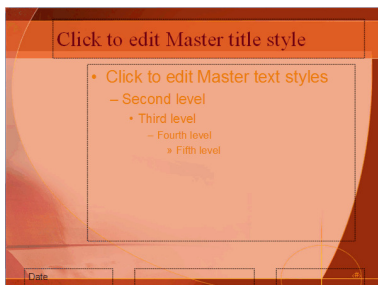 Click to edit Master title style
• Click to edit Master text styles
– Second level
• Third level
– Fourth level
» Fifth level
Date